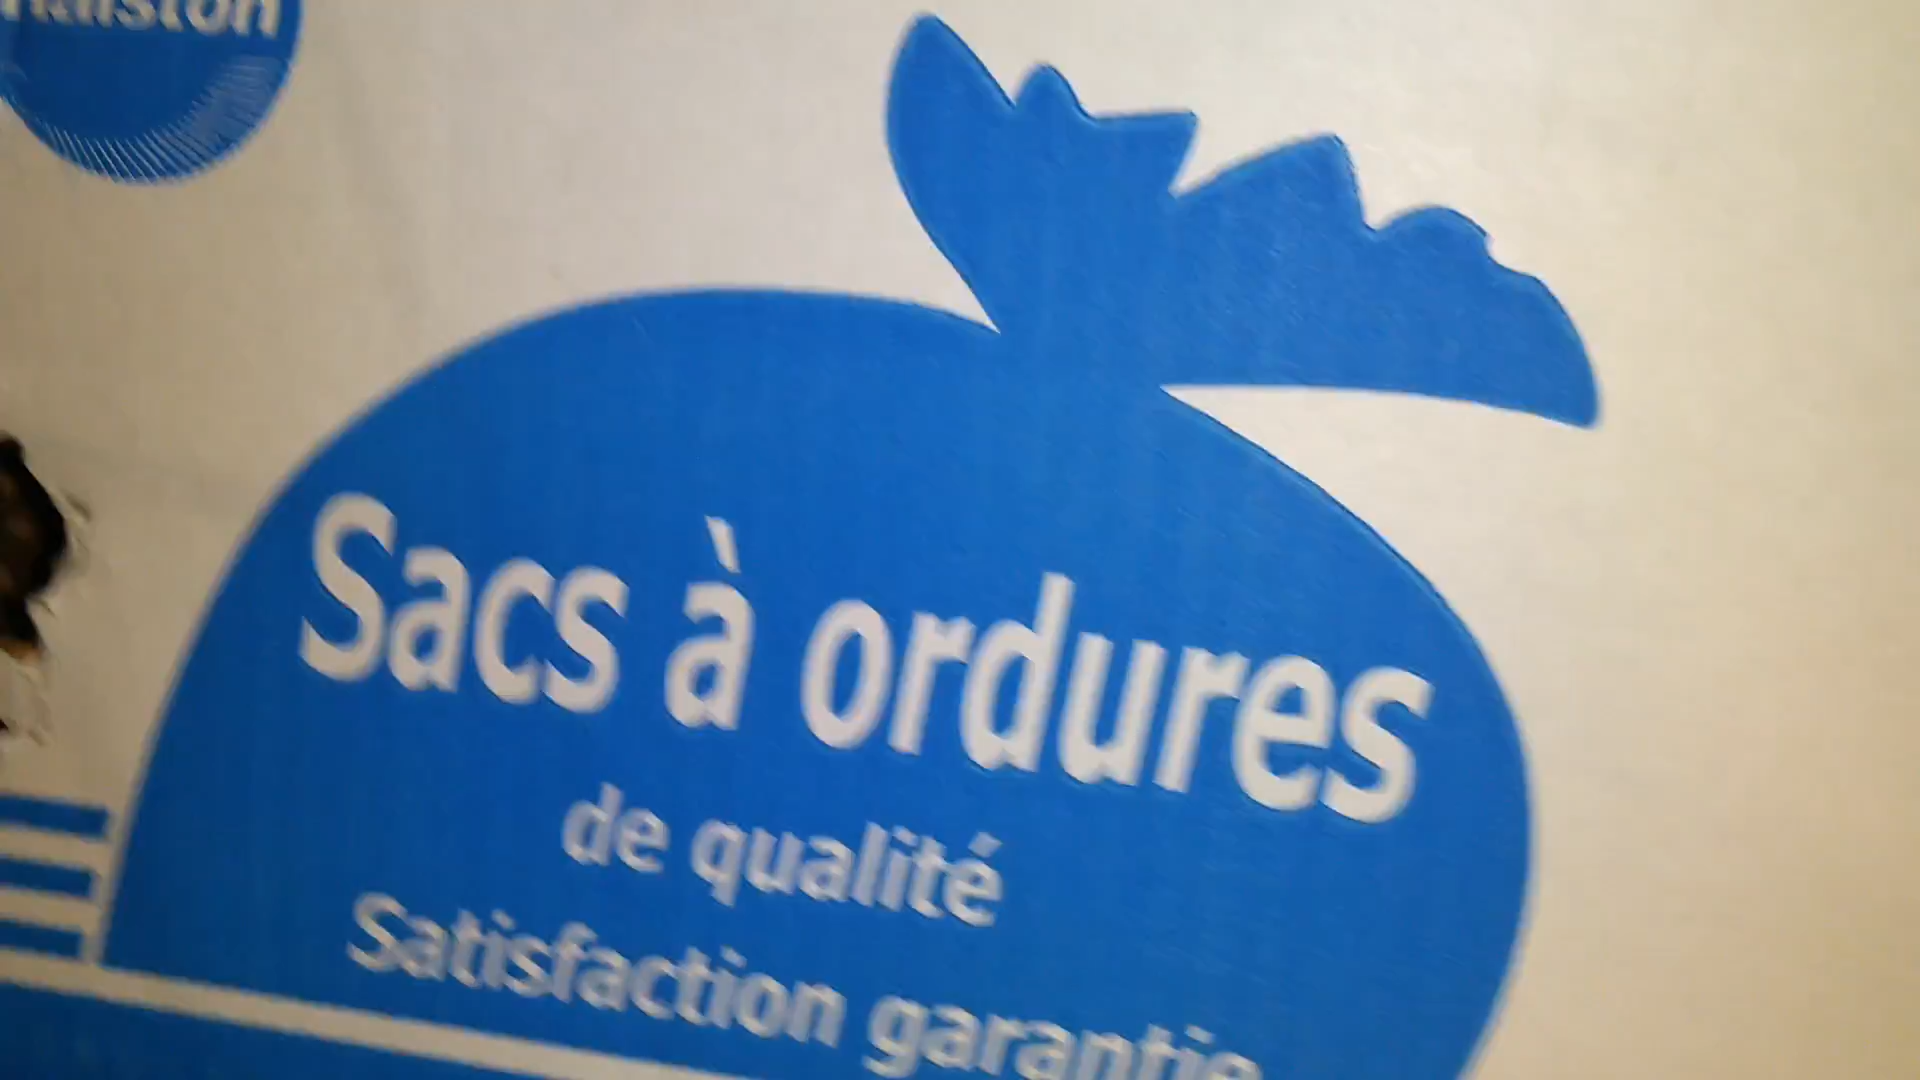 Sacs à ordures
de qualité
Satisfaction garantie